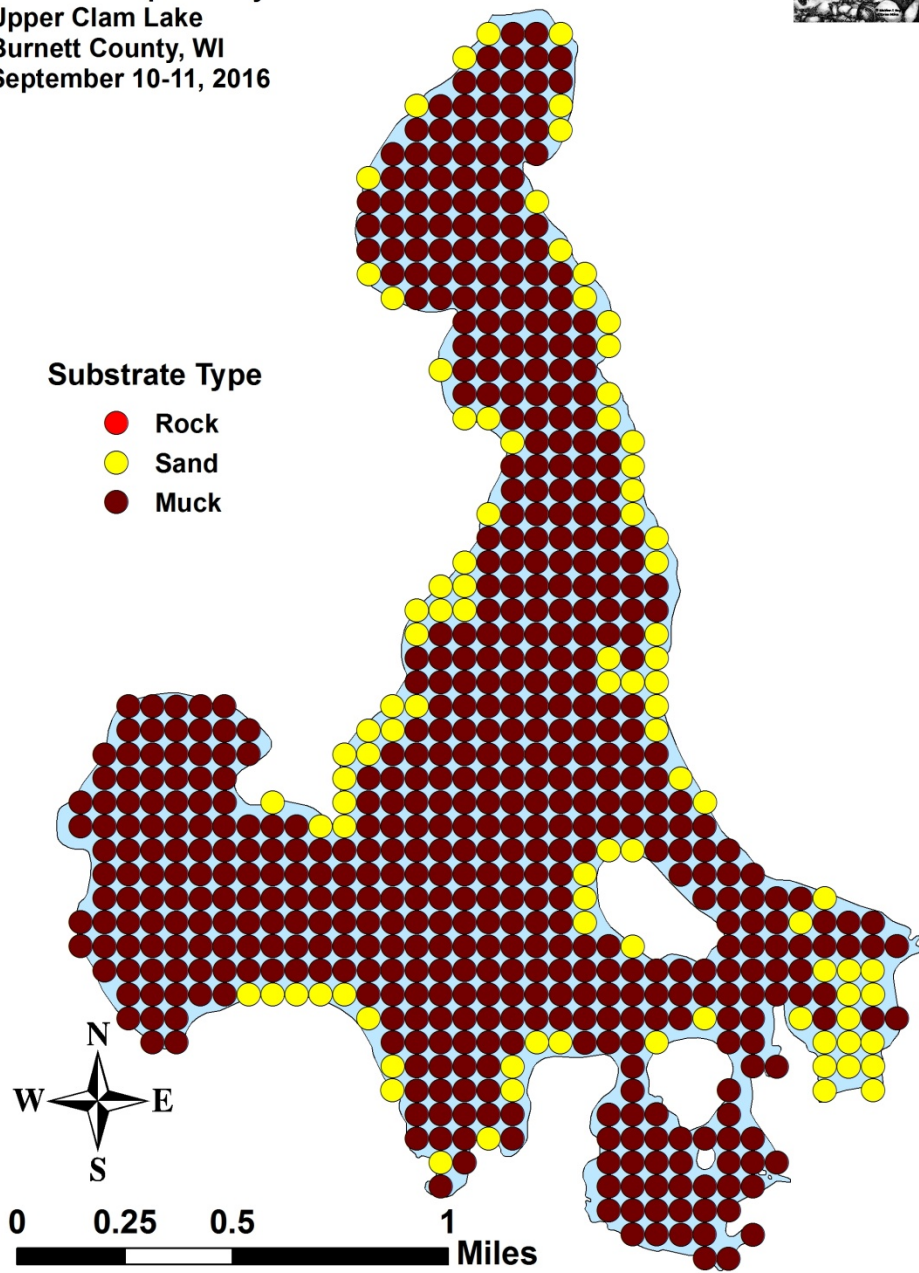 Upper Clam Lake
Burnett County, WI
September 10-11, 2016
Substrate Type
Rock
Sand
Muck
N
W E
S
0 0.25 0.5 1
Miles